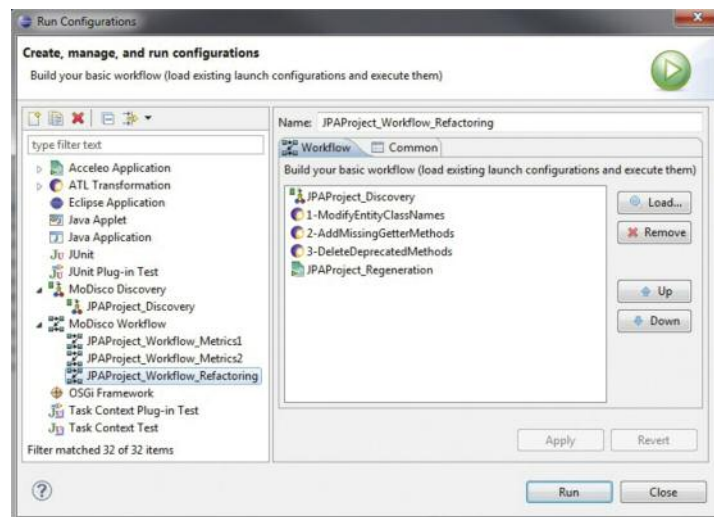 Run Configurations
Create, manage, and run configurations
Build your basic workflow (load existing launch configurations and execute them)
type filter text
Acceleo Application
ATL Transformation
Eclipse Application
Java Applet
Java Application
Ju JUnit
JUnit Plug-in Test
MoDisco Discovery
JPAProject_Discovery
MoDisco Workflow
JPAProject_Workflow_Metrics1
JPAProject_Workflow_Metrics2
JPAProject_Workflow_Refactoring
OSGi Framework
Task Context Plug-in Test
Task Context Test
Filter matched 32 of 32 items
Name: JPAProject_Workflow_Refactoring
Workflow Common
Build your basic workflow (load existing launch configurations and execute them)
JPAProject_Discovery
1-ModifyEntityClassNames
2-AddMissingGetterMethods
3-DeleteDeprecatedMethods
JPAProject_Regeneration
Load...
Remove
Up
Down
Apply Revert
Run Close